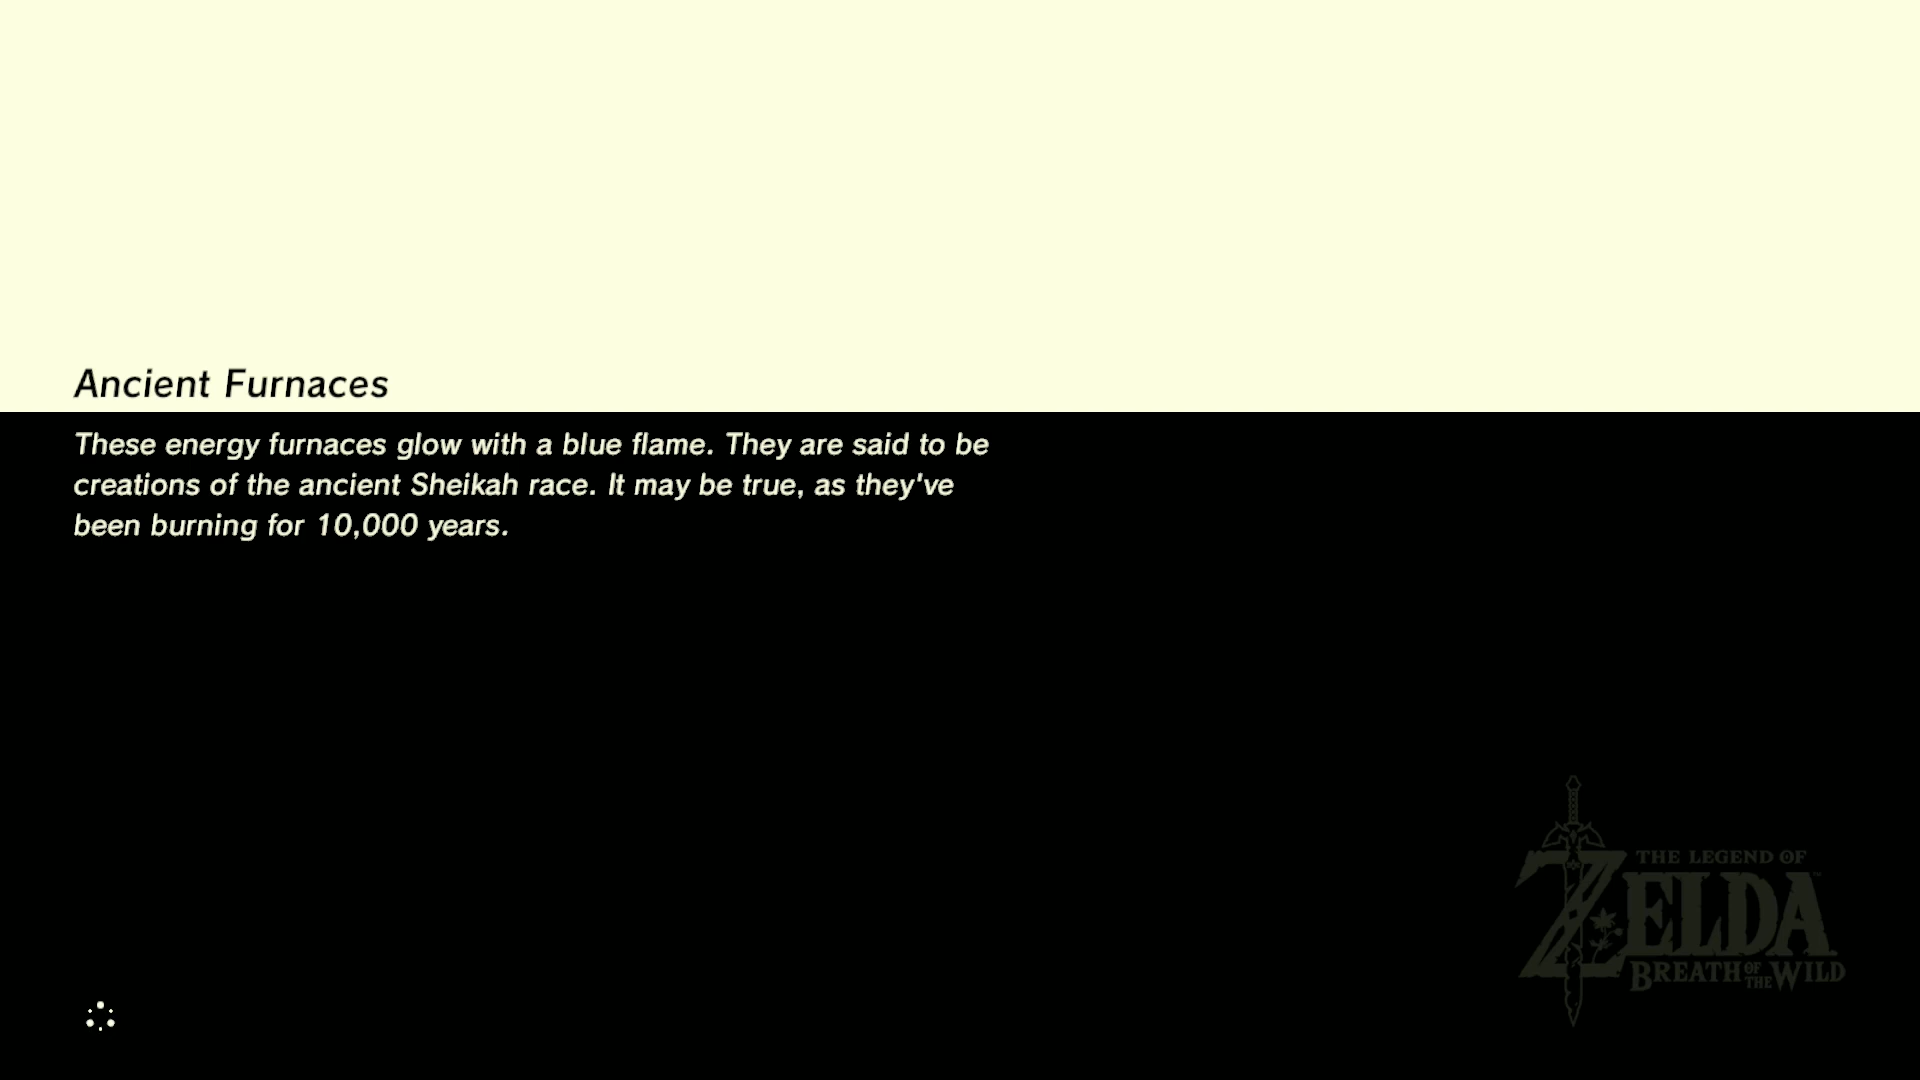 Ancient Furnaces
These energy furnaces glow with a blue flame. They are said to be
creations of the ancient Sheikah race. It may be true, as they've
been burning for 10,000 years.
THE LEGEND OF
ZELDA™
BREATH OF THE WILD